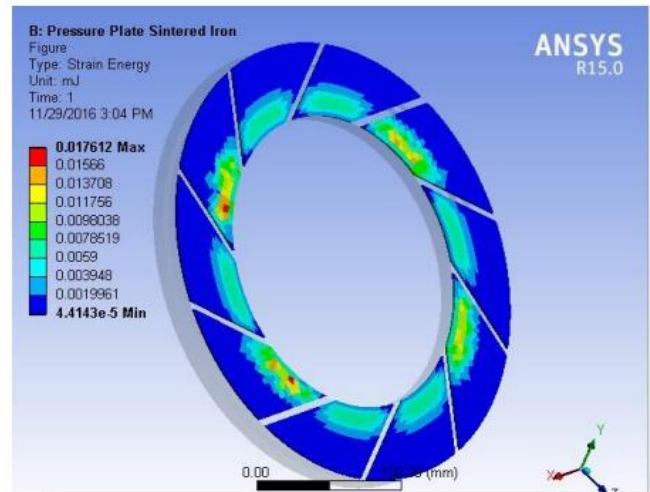 B: Pressure Plate Sintered Iron
Figure
Type: Strain Energy
Unit: mJ
Time: 1
11/29/2016 3:04 PM
0.017612 Max
0.01566
0.013708
0.011756
0.0098038
0.0078519
0.0059
0.003948
0.0019961
4.4143e-5 Min
ANSYS
R15.0
0.00
(mm)
Y
X
Z